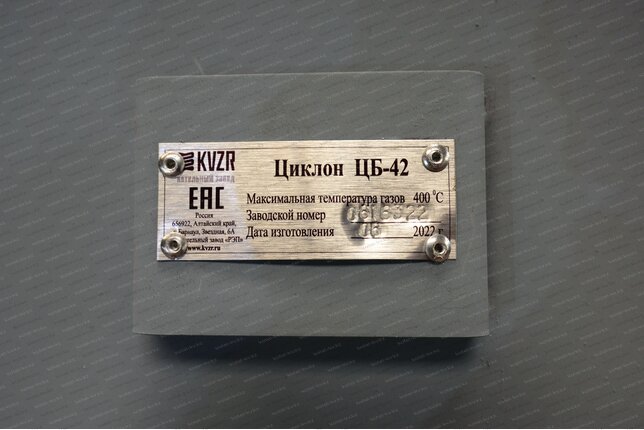 KVZR
котельный завод
ЕАС
Россия
656922, Алтайский край,
Барнаул, Звездная, 6А
Котельный завод «РЭП»
www.kvzr.ru
Циклон ЦБ-42
Максимальная температура газов 400 °C
Заводской номер
Дата изготовления 06 2022 г.